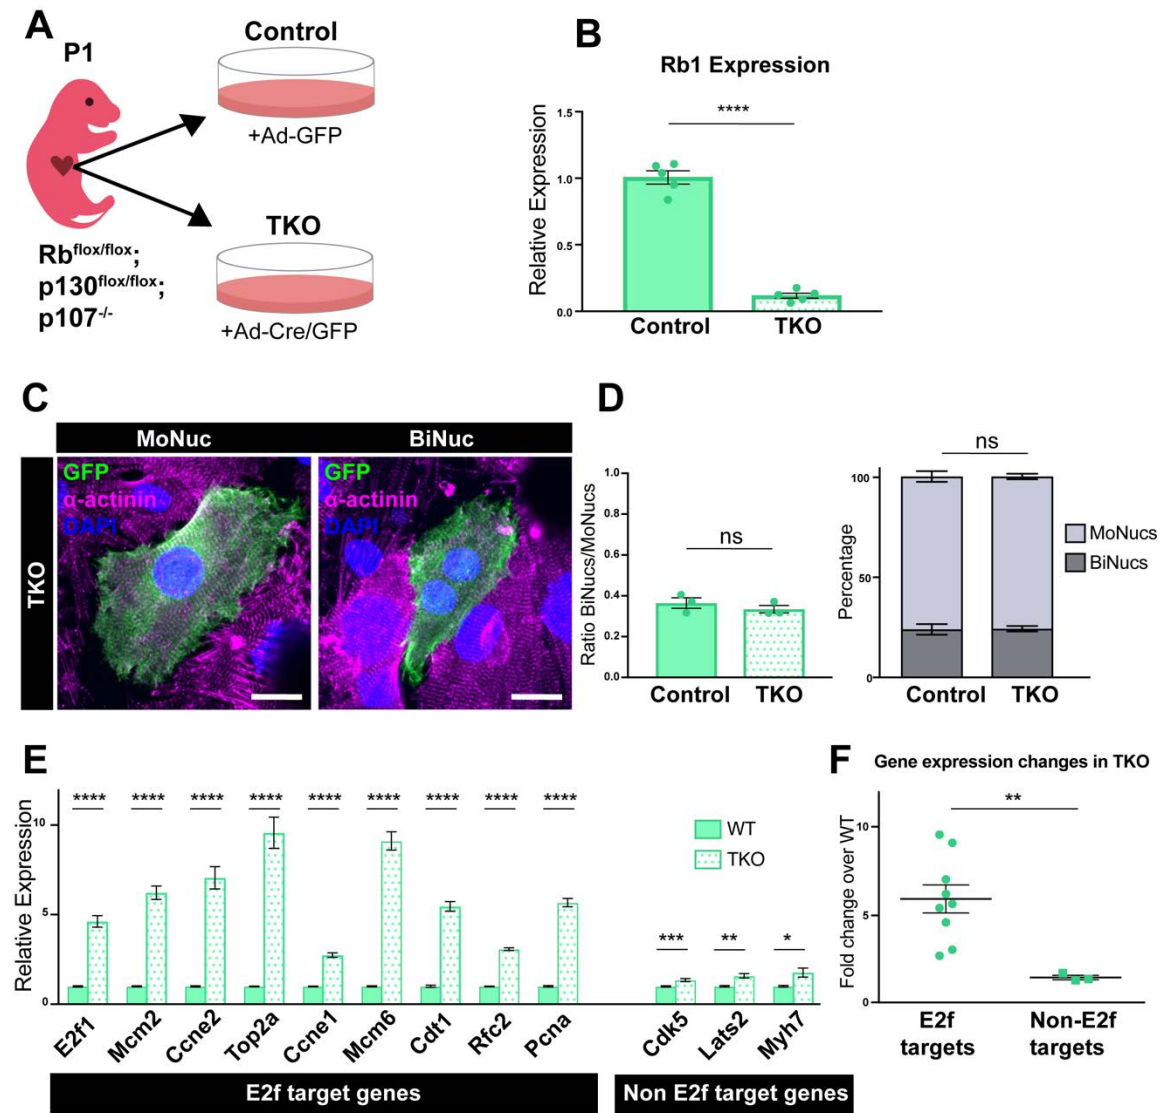 A
P1
Control
+Ad-GFP
TKO
+Ad-Cre/GFP
Rbflox/flox;
p130flox/flox;
p107-/-
B
Rb1 Expression
Relative Expression
1.5
1.0
0.5
0.0
****
Control
TKO
C
MoNuc
BiNuc
TKO
GFP
α-actinin
DAPI
GFP
α-actinin
DAPI
D
Ratio BiNucs/MoNucs
1.0
0.8
0.6
0.4
0.2
0.0
ns
Control
TKO
Percentage
100
50
0
ns
Control
TKO
MoNucs
BiNucs
E
Relative Expression
10
5
0
**** **** **** **** **** **** **** **** ****
*** ** *
WT
TKO
E2f1 Mcm2 Ccne2 Top2a Ccne1 Mcm6 Cdt1 Rfc2 Pcna
Cdk5 Lats2 Myh7
E2f target genes
Non E2f target genes
F
Gene expression changes in TKO
Fold change over WT
10
5
0
**
E2f
targets
Non-E2f
targets